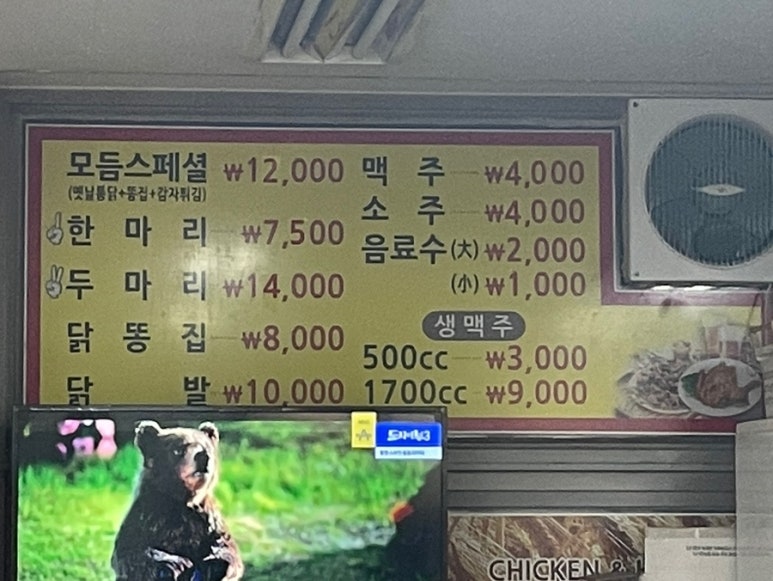 모듬스페셜 ₩12,000
(옛날통닭+똥집+감자튀김)
한 마 리 ₩7,500
두 마 리 ₩14,000
닭 똥 집 ₩8,000
닭 발 ₩10,000
맥 주 ₩4,000
소 주 ₩4,000
음료수(大) ₩2,000
(小) ₩1,000
생맥주
500cc ₩3,000
1700cc ₩9,000
CHICKEN &